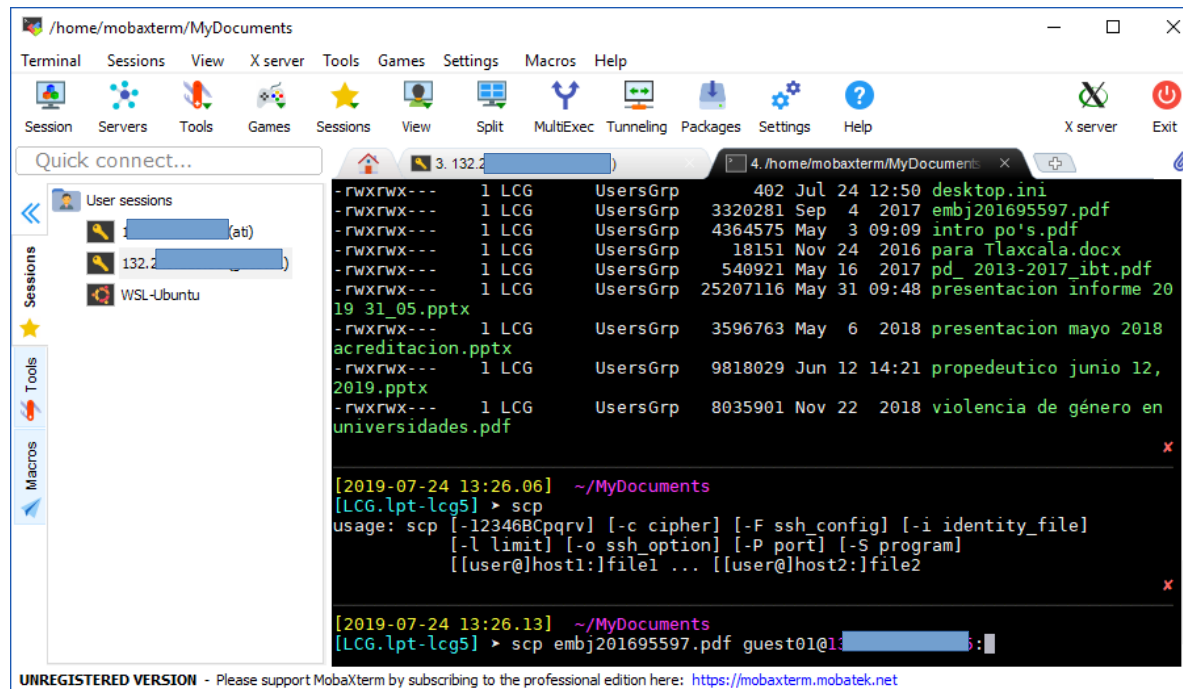 /home/mobaxterm/MyDocuments
Terminal Sessions View X server Tools Games Settings Macros Help
Session Servers Tools Games Sessions View Split MultiExec Tunneling Packages Settings Help X server Exit
Quick connect...
3. 132.2 )
4. /home/mobaxterm/MyDocuments
User sessions
1 (ati)
132.2 )
WSL-Ubuntu
Sessions
Tools
Macros
-rwxrwx--- 1 LCG UsersGrp 402 Jul 24 12:50 desktop.ini
-rwxrwx--- 1 LCG UsersGrp 3320281 Sep 4 2017 embj201695597.pdf
-rwxrwx--- 1 LCG UsersGrp 4364575 May 3 09:09 intro po's.pdf
-rwxrwx--- 1 LCG UsersGrp 18151 Nov 24 2016 para Tlaxcala.docx
-rwxrwx--- 1 LCG UsersGrp 540921 May 16 2017 pd_ 2013-2017_ibt.pdf
-rwxrwx--- 1 LCG UsersGrp 25207116 May 31 09:48 presentacion informe 20
19 31_05.pptx
-rwxrwx--- 1 LCG UsersGrp 3596763 May 6 2018 presentacion mayo 2018
acreditacion.pptx
-rwxrwx--- 1 LCG UsersGrp 9818029 Jun 12 14:21 propedeutico junio 12,
2019.pptx
-rwxrwx--- 1 LCG UsersGrp 8035901 Nov 22 2018 violencia de género en
universidades.pdf
[2019-07-24 13:26.06] ~/MyDocuments
[LCG.lpt-lcg5] ➤ scp
usage: scp [-12346BCpqrv] [-c cipher] [-F ssh_config] [-i identity_file]
[-l limit] [-o ssh_option] [-P port] [-S program]
[[user@]host1:]file1 ... [[user@]host2:]file2
[2019-07-24 13:26.13] ~/MyDocuments
[LCG.lpt-lcg5] ➤ scp embj201695597.pdf guest01@1 :
UNREGISTERED VERSION - Please support MobaXterm by subscribing to the professional edition here: https://mobaxterm.mobatek.net